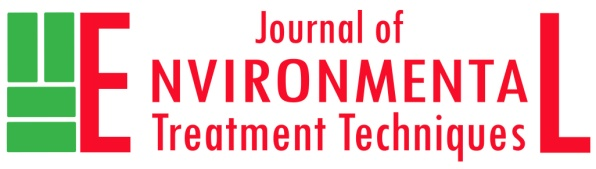 Journal of
ENVIRONMENTAL
Treatment Techniques